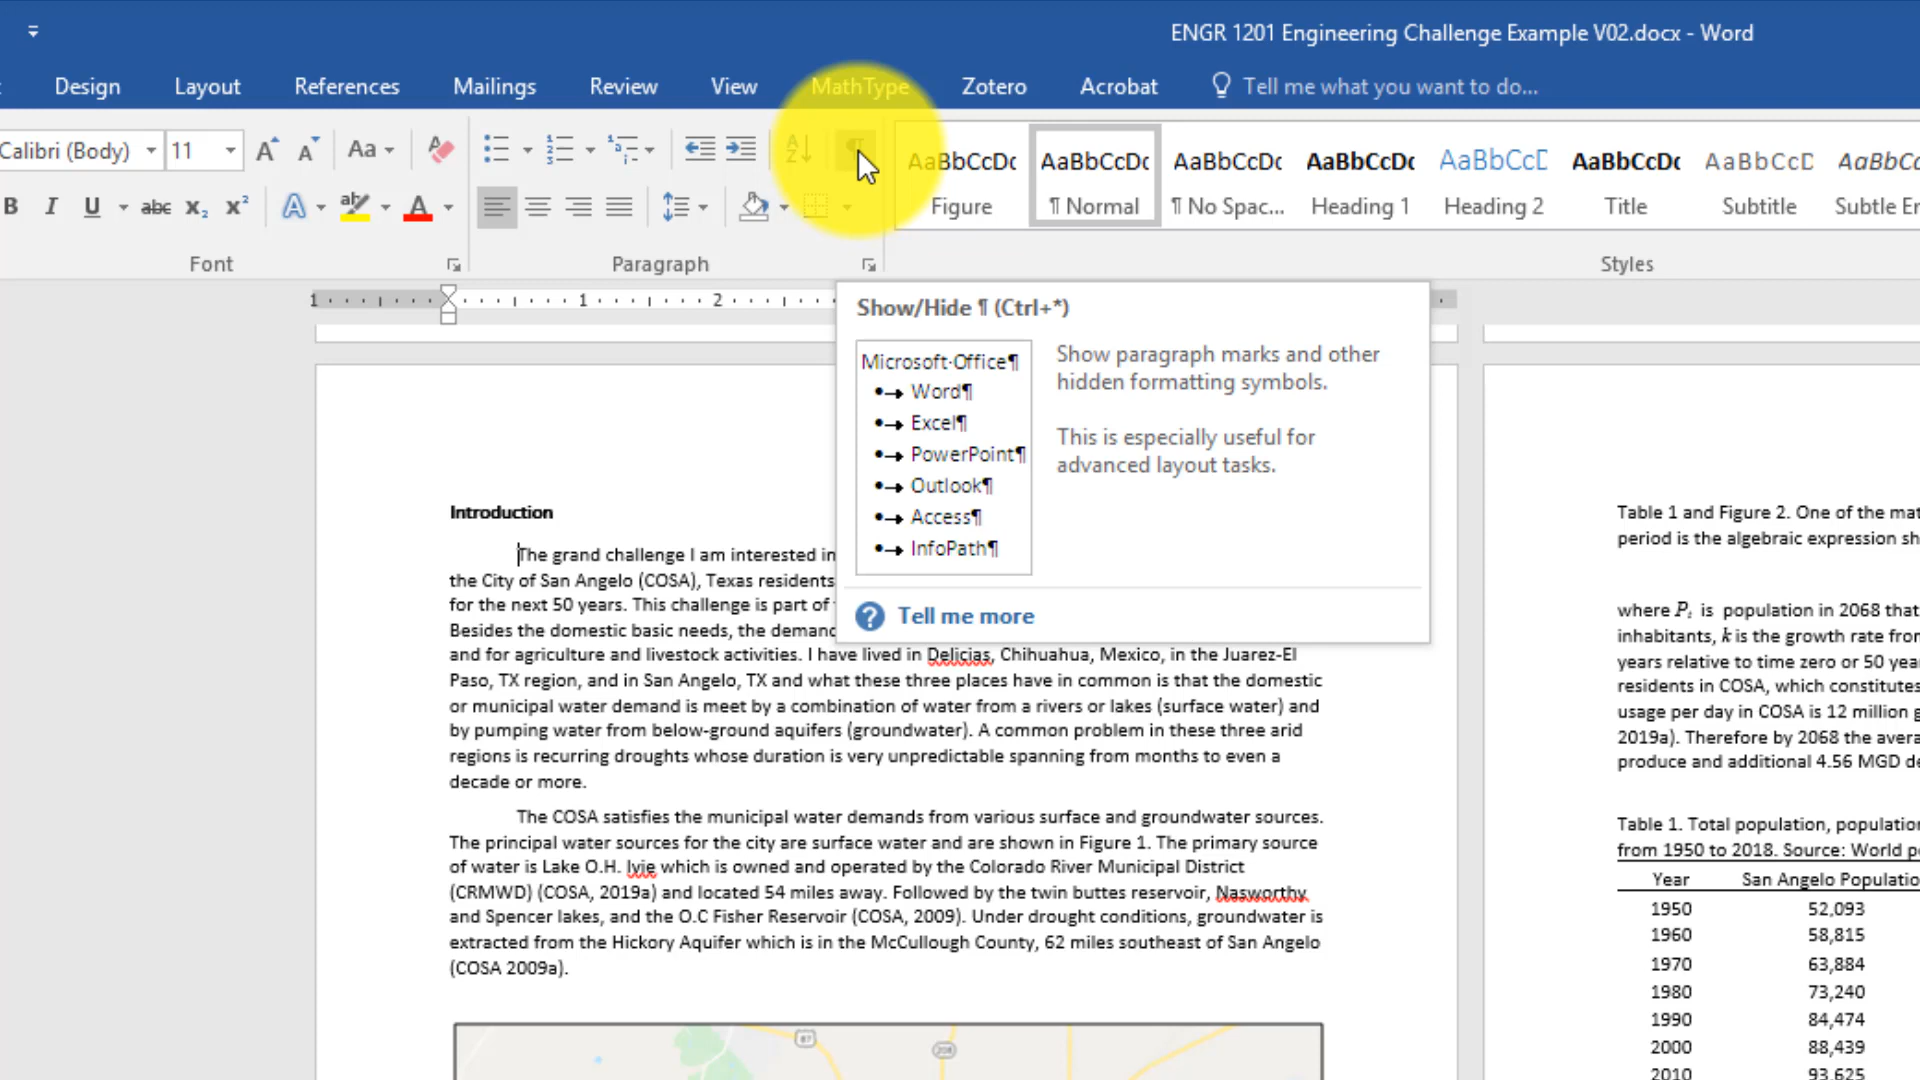 ENGR 1201 Engineering Challenge Example V02.docx - Word
Design Layout References Mailings Review View MathType Zotero Acrobat Tell me what you want to do...
Calibri (Body) 11 Aa
AaBbCcDc AaBbCcDc AaBbCcDc AaBbCcDc AaBbCcD AaBbCcDc AaBbCcD AaBbCc
B I U abc X₂ X² A aby A
Figure ¶ Normal ¶ No Spac... Heading 1 Heading 2 Title Subtitle Subtle
Font Paragraph Styles
1 1 2
Show/Hide ¶ (Ctrl+*)
Microsoft·Office¶
•→ Word¶
•→ Excel¶
•→ PowerPoint¶
•→ Outlook¶
•→ Access¶
•→ InfoPath¶
Show paragraph marks and other
hidden formatting symbols.
This is especially useful for
advanced layout tasks.
Tell me more
Introduction
The grand challenge I am interested in
the City of San Angelo (COSA), Texas residents
for the next 50 years. This challenge is part of
Besides the domestic basic needs, the deman
and for agriculture and livestock activities. I have lived in Delicias, Chihuahua, Mexico, in the Juarez-El
Paso, TX region, and in San Angelo, TX and what these three places have in common is that the domestic
or municipal water demand is meet by a combination of water from a rivers or lakes (surface water) and
by pumping water from below-ground aquifers (groundwater). A common problem in these three arid
regions is recurring droughts whose duration is very unpredictable spanning from months to even a
decade or more.
The COSA satisfies the municipal water demands from various surface and groundwater sources.
The principal water sources for the city are surface water and are shown in Figure 1. The primary source
of water is Lake O.H. Ivie which is owned and operated by the Colorado River Municipal District
(CRMWD) (COSA, 2019a) and located 54 miles away. Followed by the twin buttes reservoir, Nasworthy
and Spencer lakes, and the O.C Fisher Reservoir (COSA, 2009). Under drought conditions, groundwater is
extracted from the Hickory Aquifer which is in the McCullough County, 62 miles southeast of San Angelo
(COSA 2009a).
87 208
Table 1 and Figure 2. One of the mat
period is the algebraic expression sh
where Pt is population in 2068 that
inhabitants, k is the growth rate from
years relative to time zero or 50 yea
residents in COSA, which constitutes
usage per day in COSA is 12 million g
2019a). Therefore by 2068 the avera
produce and additional 4.56 MGD de
Table 1. Total population, population
from 1950 to 2018. Source: World p
Year San Angelo Populatio
1950 52,093
1960 58,815
1970 63,884
1980 73,240
1990 84,474
2000 88,439
2010 93,625